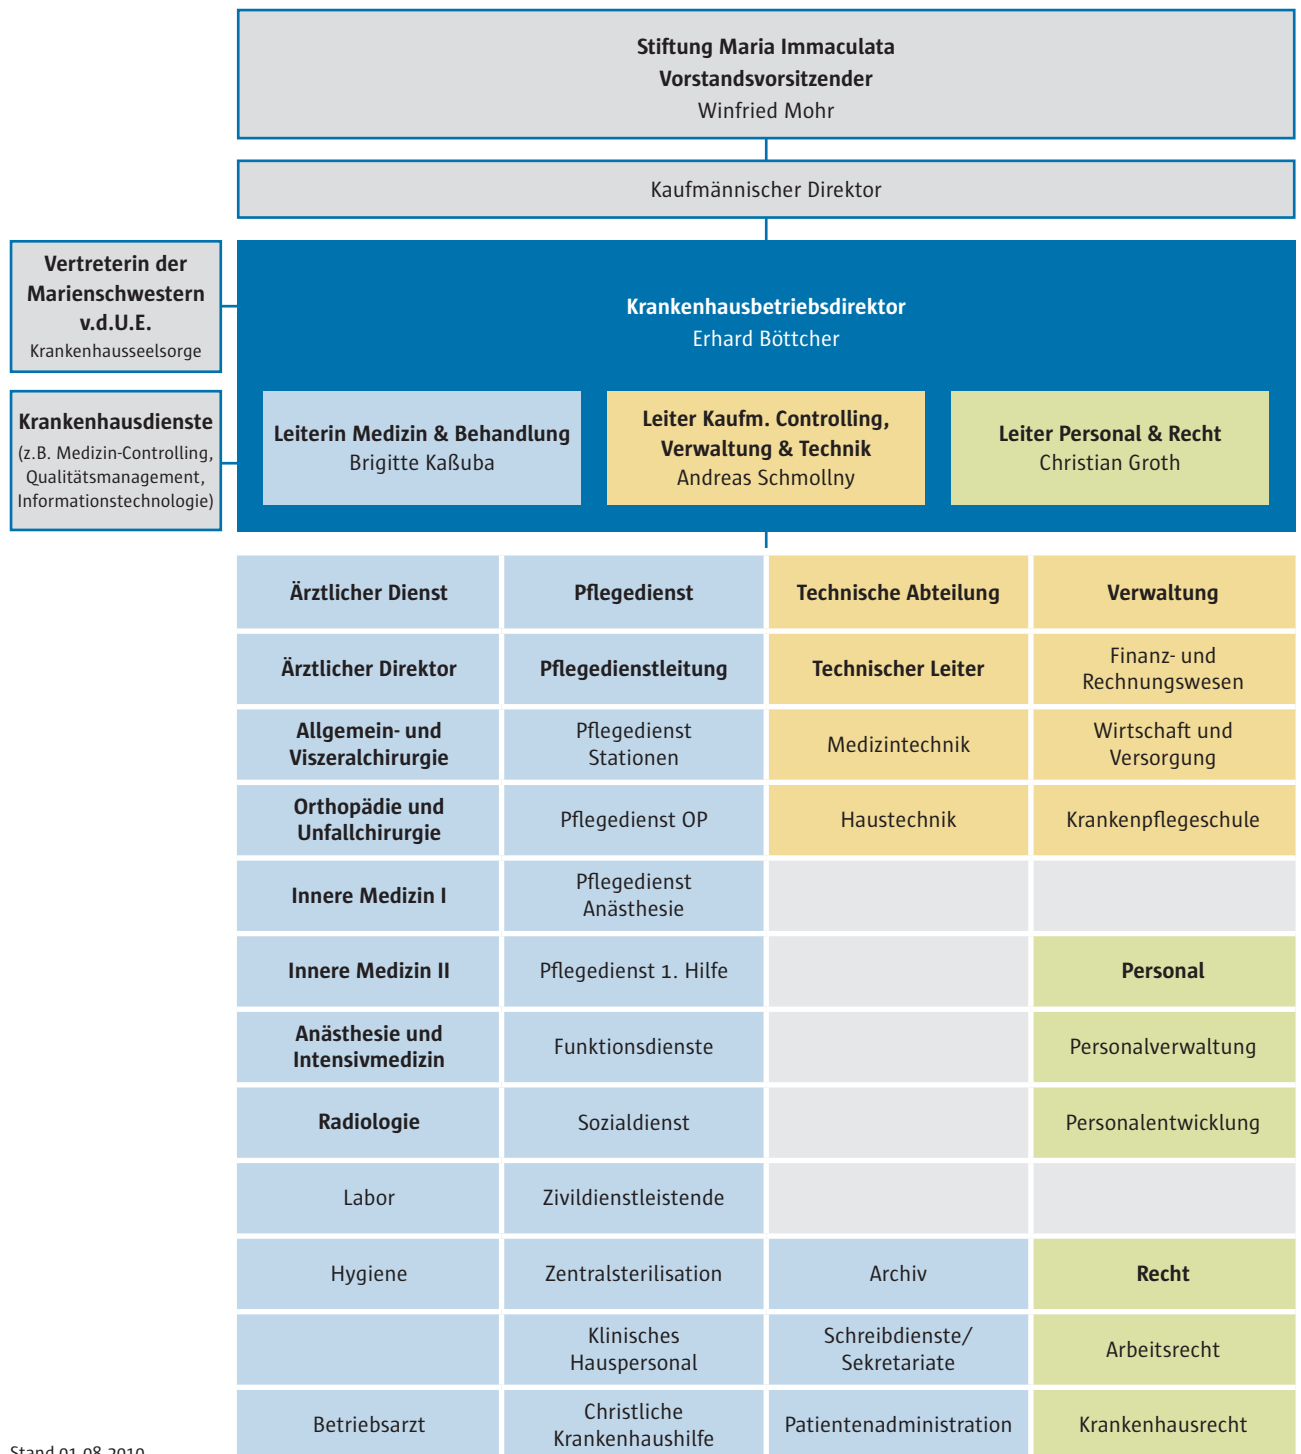 Stiftung Maria Immaculata
Vorstandsvorsitzender
Winfried Mohr
Kaufmännischer Direktor
Vertreterin der
Marienschwestern
v.d.U.E.
Krankenhausseelsorge
Krankenhausbetriebsdirektor
Erhard Böttcher
Krankenhausdienste
(z.B. Medizin-Controlling,
Qualitätsmanagement,
Informationstechnologie)
Leiterin Medizin & Behandlung
Brigitte Kaßuba
Leiter Kaufm. Controlling,
Verwaltung & Technik
Andreas Schmollny
Leiter Personal & Recht
Christian Groth
Ärztlicher Dienst
Pflegedienst
Technische Abteilung
Verwaltung
Ärztlicher Direktor
Pflegedienstleitung
Technischer Leiter
Finanz- und
Rechnungswesen
Allgemein- und
Viszeralchirurgie
Pflegedienst
Stationen
Medizintechnik
Wirtschaft und
Versorgung
Orthopädie und
Unfallchirurgie
Pflegedienst OP
Haustechnik
Krankenpflegeschule
Innere Medizin I
Pflegedienst
Anästhesie
Innere Medizin II
Pflegedienst 1. Hilfe
Personal
Anästhesie und
Intensivmedizin
Funktionsdienste
Personalverwaltung
Radiologie
Sozialdienst
Personalentwicklung
Labor
Zivildienstleistende
Hygiene
Zentralsterilisation
Archiv
Recht
Klinisches
Hauspersonal
Schreibdienste/
Sekretariate
Arbeitsrecht
Betriebsarzt
Christliche
Krankenhaushilfe
Patientenadministration
Krankenhausrecht
Stand 01.08.2010